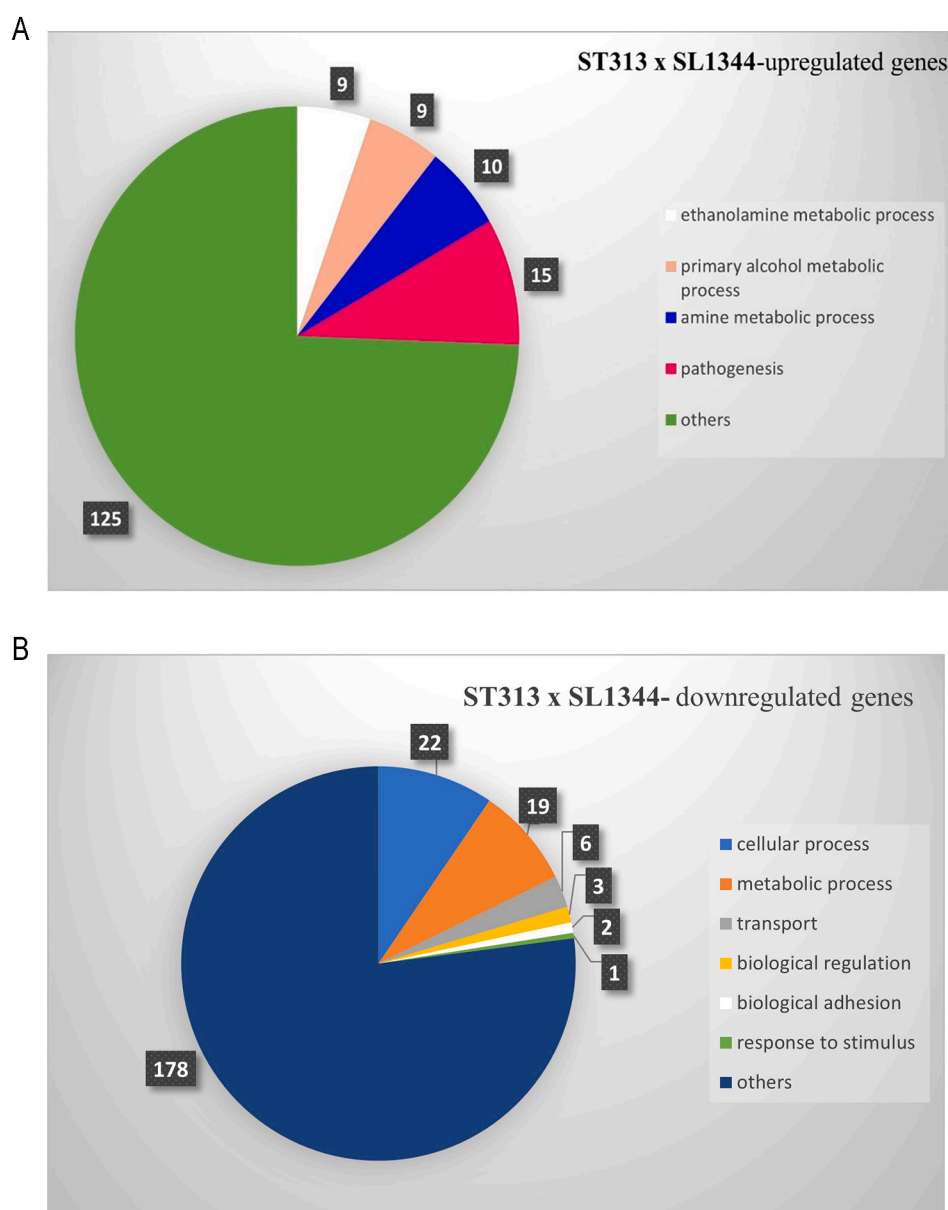 A
ST313 x SL1344-upregulated genes
9
9
10
15
125
ethanolamine metabolic process
primary alcohol metabolic
process
amine metabolic process
pathogenesis
others
B
ST313 x SL1344- downregulated genes
22
19
6
3
2
1
178
cellular process
metabolic process
transport
biological regulation
biological adhesion
response to stimulus
others